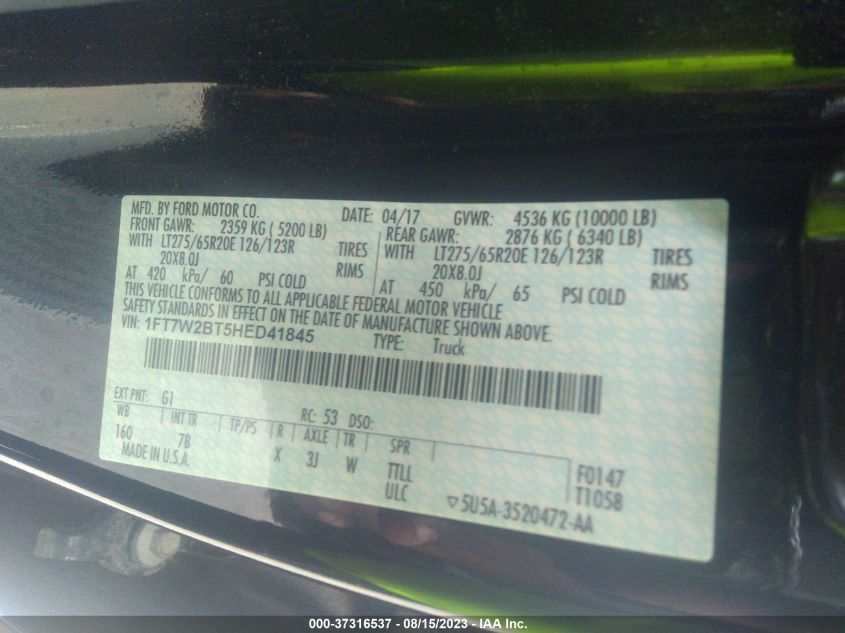 MFD. BY FORD MOTOR CO. DATE: 04/17 GVWR: 4536 KG (10000 LB)
FRONT GAWR: 2359 KG ( 5200 LB) REAR GAWR: 2876 KG ( 6340 LB)
WITH LT275/65R20E 126/123R TIRES WITH LT275/65R20E 126/123R TIRES
20X8.0J RIMS 20X8.0J RIMS
AT 420 kPa/ 60 PSI COLD AT 450 kPa/ 65 PSI COLD
THIS VEHICLE CONFORMS TO ALL APPLICABLE FEDERAL MOTOR VEHICLE
SAFETY STANDARDS IN EFFECT ON THE DATE OF MANUFACTURE SHOWN ABOVE.
VIN: 1FT7W2BT5HED41845 TYPE: Truck
EXT PNT: G1 RC: 53 DSO:
WB INT TR TP/PS R AXLE TR SPR
160 7B X 3J W TTLL F0147
MADE IN U.S.A. ULC T1058
▽5U5A-3520472-AA
000-37316537 - 08/15/2023 - IAA Inc.